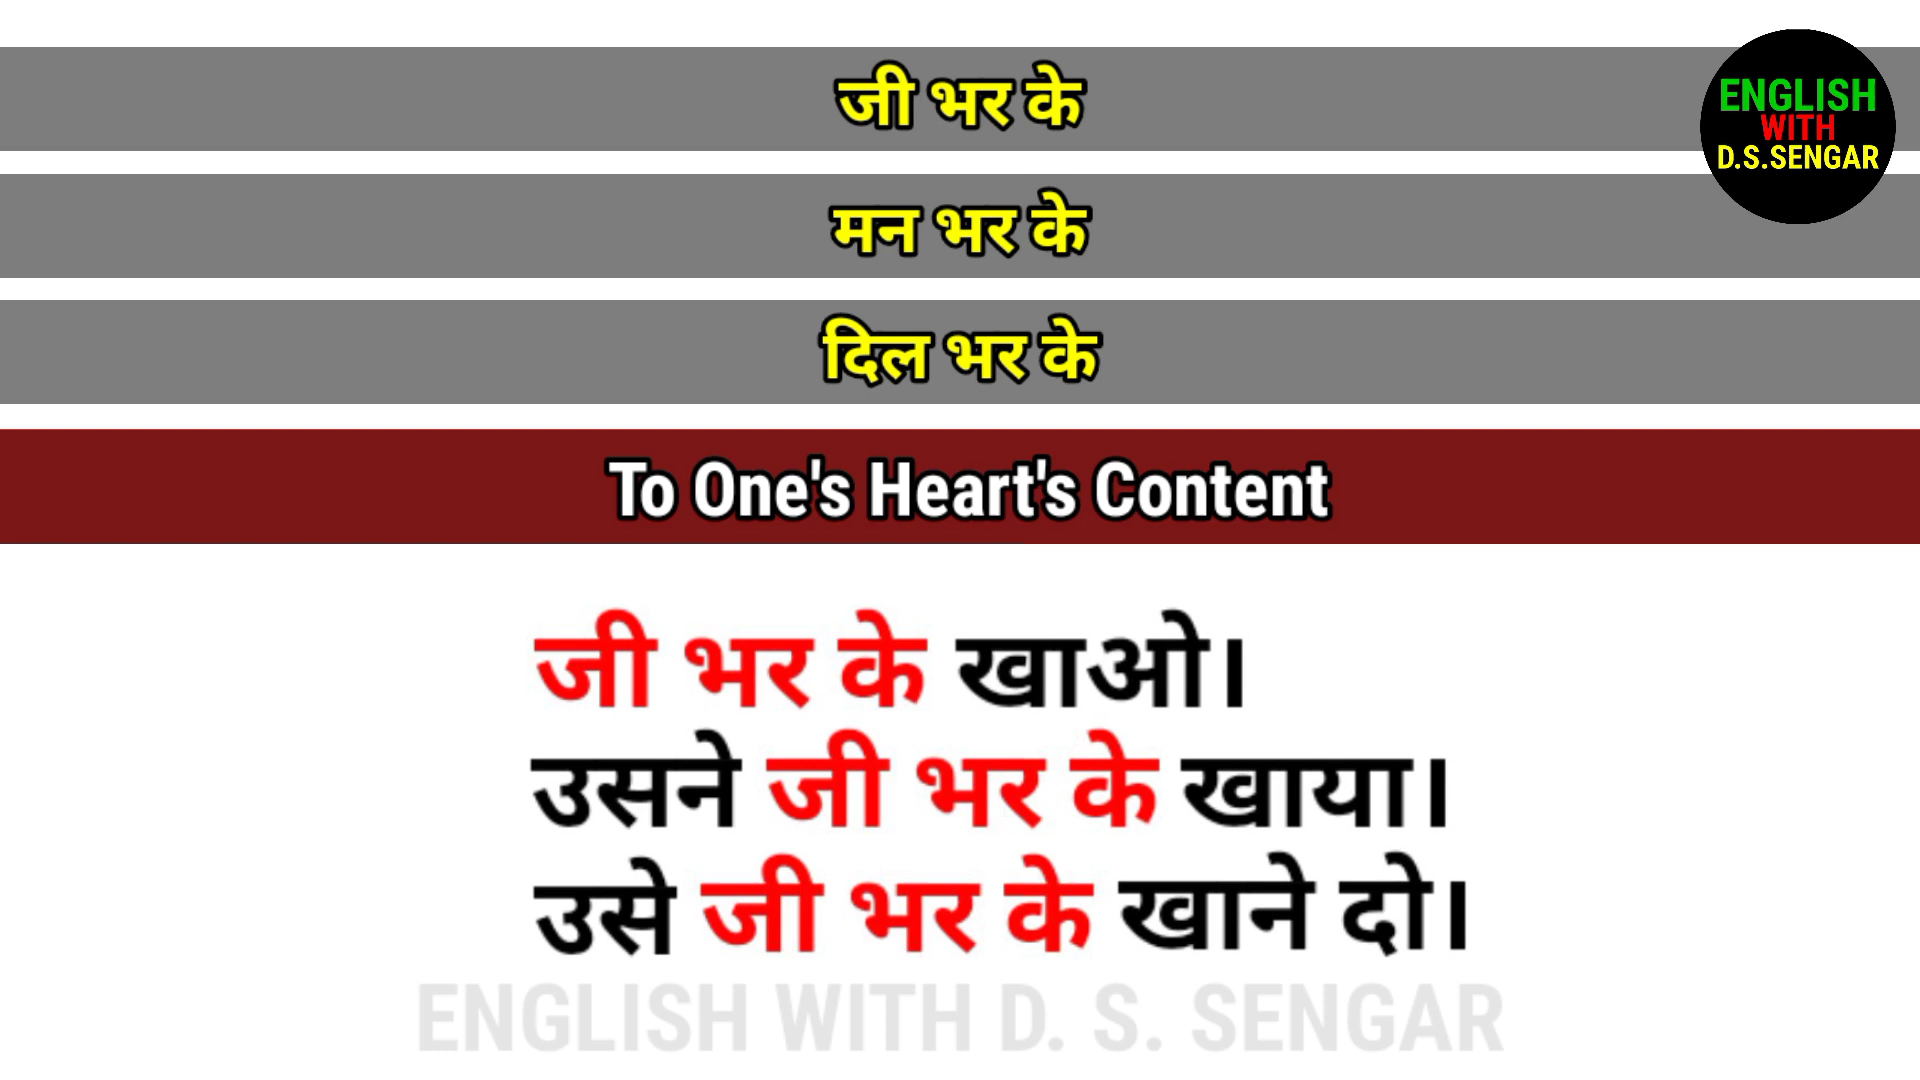 जी भर के
ENGLISH
WITH
D.S.SENGAR
मन भर के
दिल भर के
To One's Heart's Content
जी भर के खाओ।
उसने जी भर के खाया।
उसे जी भर के खाने दो।
ENGLISH WITH D. S. SENGAR